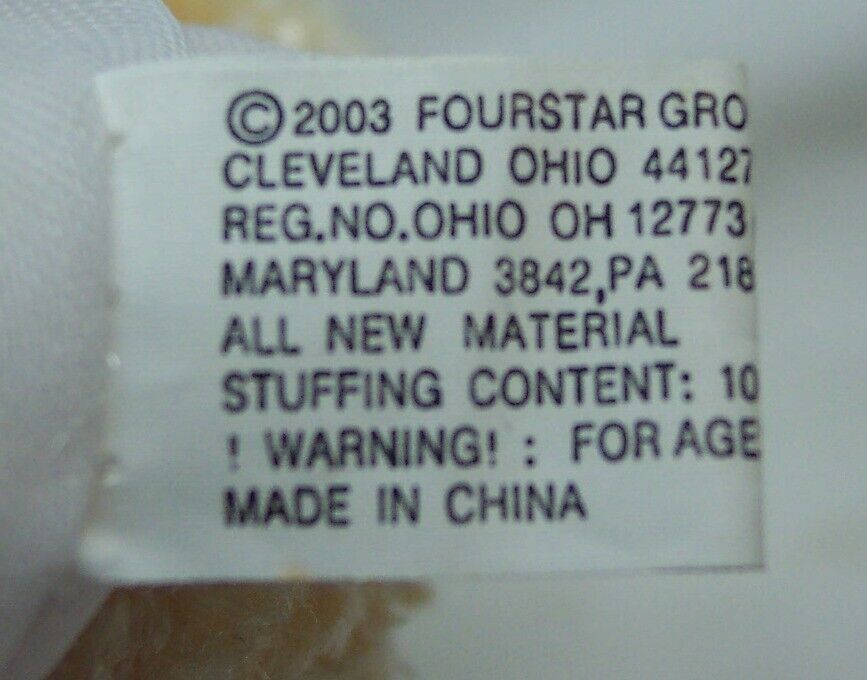 ©2003 FOURSTAR GRO
CLEVELAND OHIO 44127
REG.NO.OHIO OH 12773
MARYLAND 3842,PA 218
ALL NEW MATERIAL
STUFFING CONTENT: 10
! WARNING! : FOR AGE
MADE IN CHINA